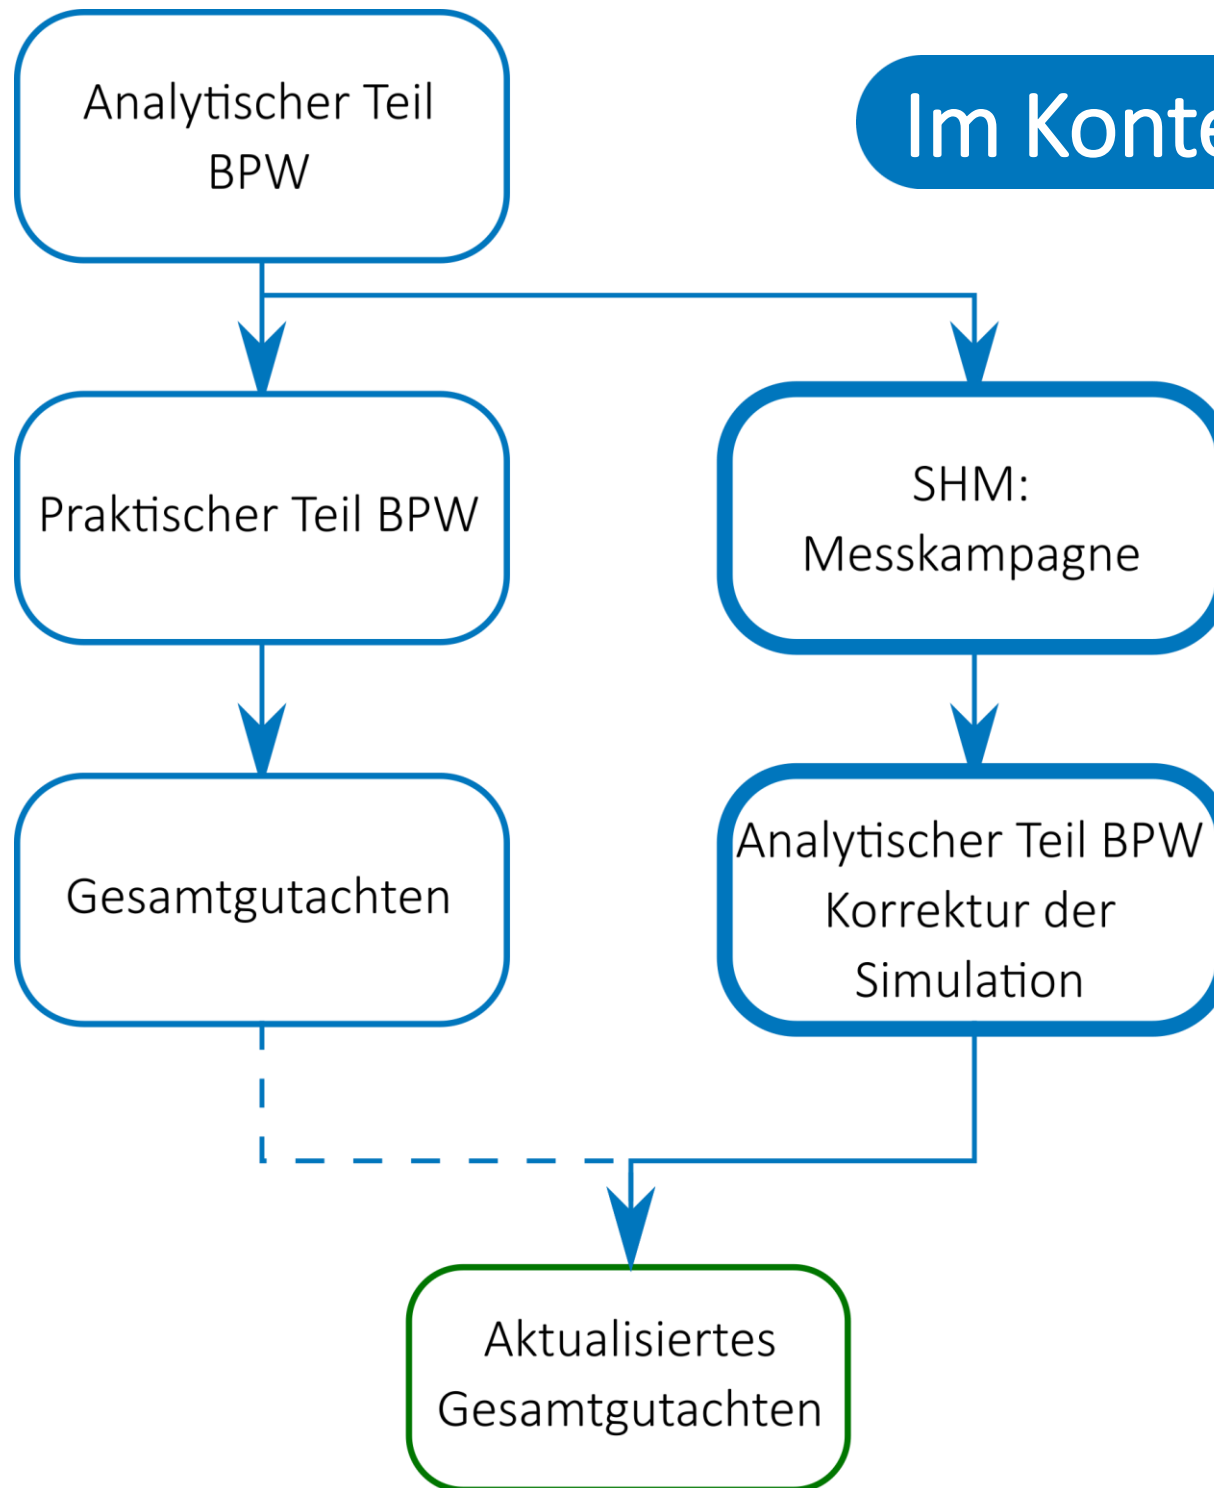 Analytischer Teil
BPW
Im Konte
Praktischer Teil BPW
SHM:
Messkampagne
Gesamtgutachten
Analytischer Teil BPW
Korrektur der
Simulation
Aktualisiertes
Gesamtgutachten